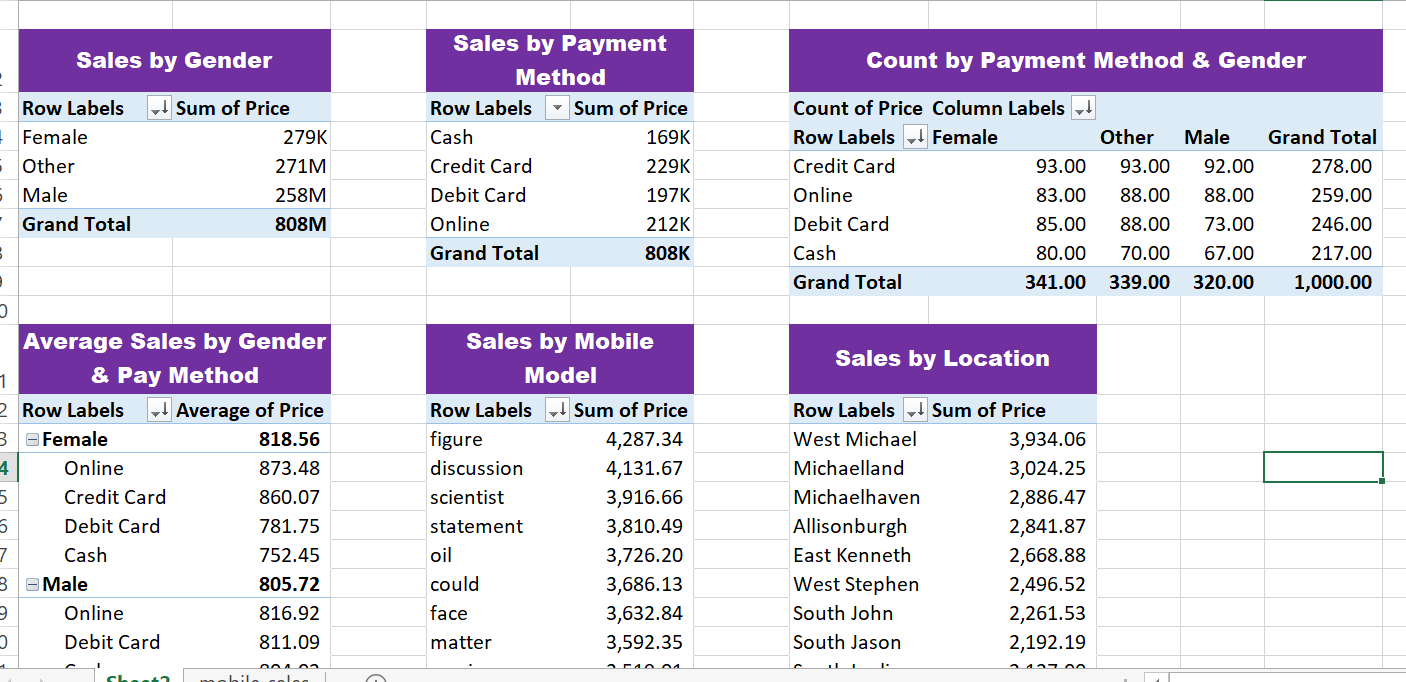 Sales by Gender
Row Labels Sum of Price
Female 279K
Other 271M
Male 258M
Grand Total 808M
Sales by Payment
Method
Row Labels Sum of Price
Cash 169K
Credit Card 229K
Debit Card 197K
Online 212K
Grand Total 808K
Count by Payment Method & Gender
Count of Price Column Labels
Row Labels Female Other Male Grand Total
Credit Card 93.00 93.00 92.00 278.00
Online 83.00 88.00 88.00 259.00
Debit Card 85.00 88.00 73.00 246.00
Cash 80.00 70.00 67.00 217.00
Grand Total 341.00 339.00 320.00 1,000.00
Average Sales by Gender
& Pay Method
Row Labels Average of Price
Female 818.56
Online 873.48
Credit Card 860.07
Debit Card 781.75
Cash 752.45
Male 805.72
Online 816.92
Debit Card 811.09
Sales by Mobile
Model
Row Labels Sum of Price
figure 4,287.34
discussion 4,131.67
scientist 3,916.66
statement 3,810.49
oil 3,726.20
could 3,686.13
face 3,632.84
matter 3,592.35
Sales by Location
Row Labels Sum of Price
West Michael 3,934.06
Michaelland 3,024.25
Michaelhaven 2,886.47
Allisonburgh 2,841.87
East Kenneth 2,668.88
West Stephen 2,496.52
South John 2,261.53
South Jason 2,192.19
Sheet2 mobile_sales